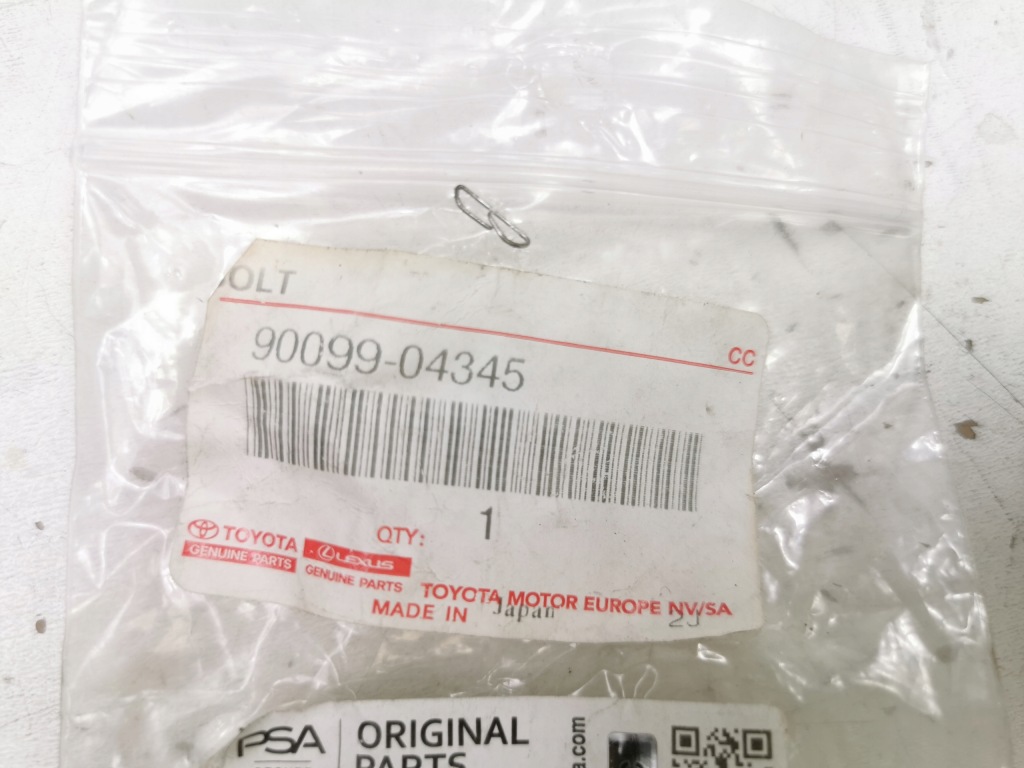 OLT
CC
90099-04345
QTY: 1
TOYOTA
GENUINE PARTS
LEXUS
GENUINE PARTS
TOYOTA MOTOR EUROPE NV/SA
MADE IN Japan
PSA
ORIGINAL
PARTS
a.com